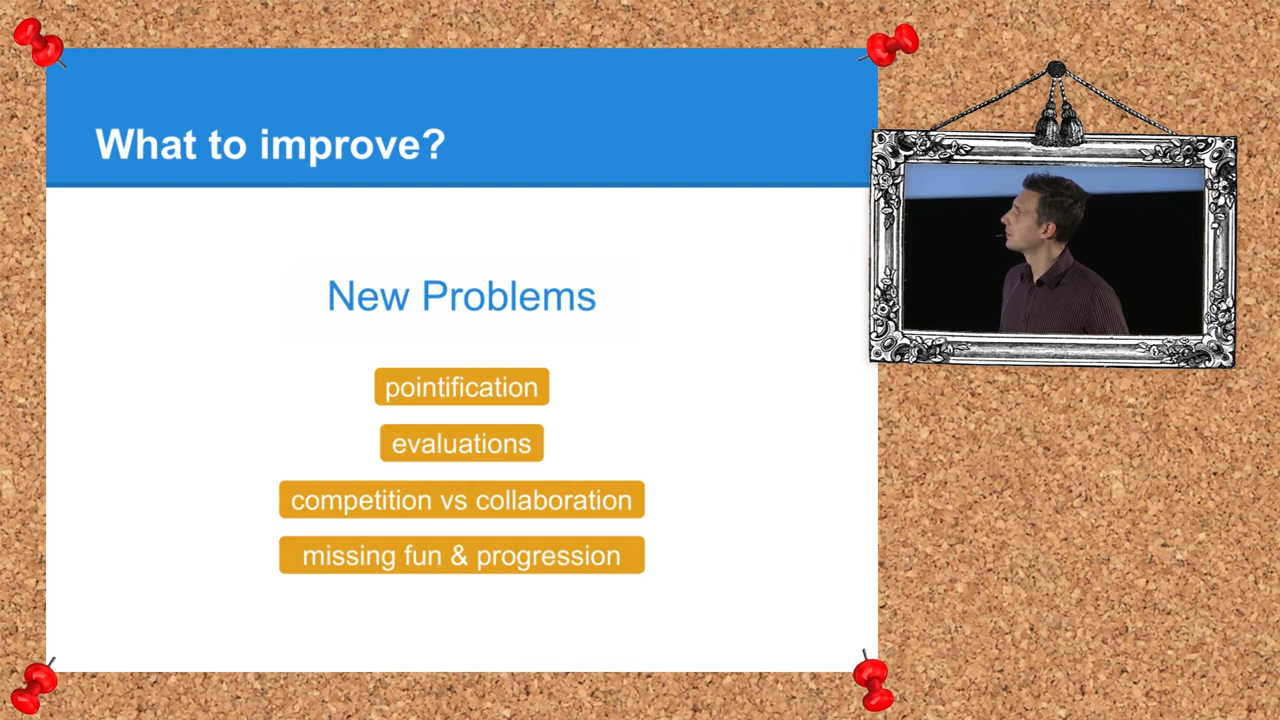 What to improve?
New Problems
pointification
evaluations
competition vs collaboration
missing fun & progression